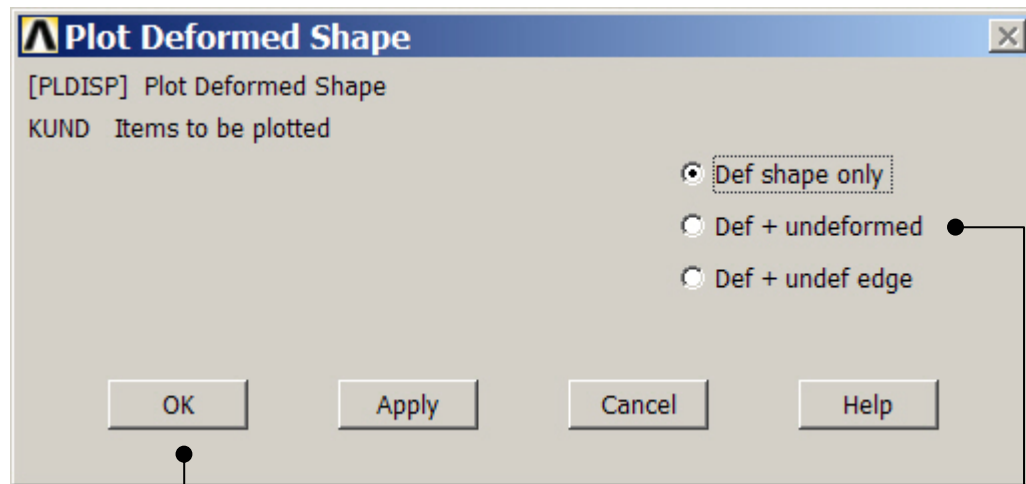 Plot Deformed Shape
[PLDISP] Plot Deformed Shape
KUND Items to be plotted
Def shape only
Def + undeformed
Def + undef edge
OK Apply Cancel Help